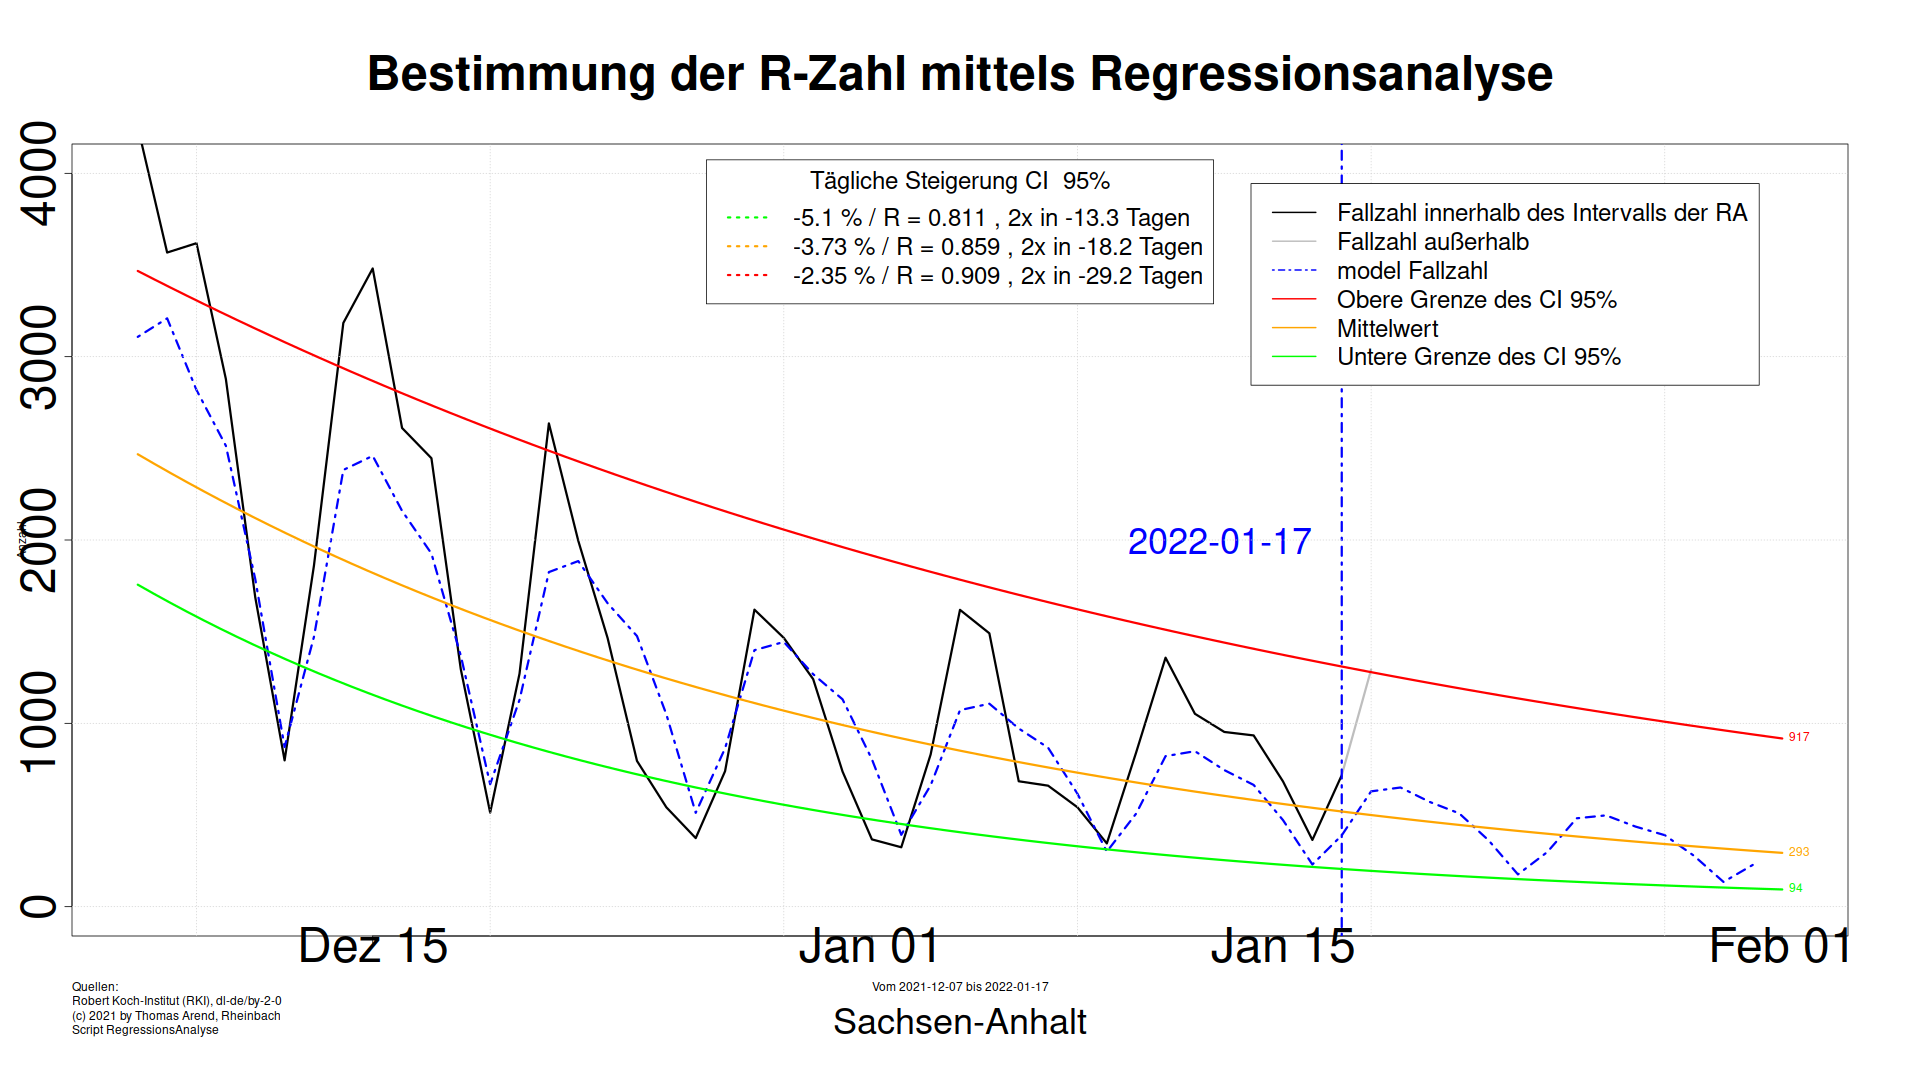 Bestimmung der R-Zahl mittels Regressionsanalyse
Anzahl
4000
3000
2000
1000
0
Tägliche Steigerung CI 95%
-5.1 % / R = 0.811 , 2x in -13.3 Tagen
-3.73 % / R = 0.859 , 2x in -18.2 Tagen
-2.35 % / R = 0.909 , 2x in -29.2 Tagen
Fallzahl innerhalb des Intervalls der RA
Fallzahl außerhalb
model Fallzahl
Obere Grenze des CI 95%
Mittelwert
Untere Grenze des CI 95%
2022-01-17
917
293
94
Dez 15
Jan 01
Jan 15
Feb 01
Quellen:
Robert Koch-Institut (RKI), dl-de/by-2-0
(c) 2021 by Thomas Arend, Rheinbach
Script RegressionsAnalyse
Vom 2021-12-07 bis 2022-01-17
Sachsen-Anhalt